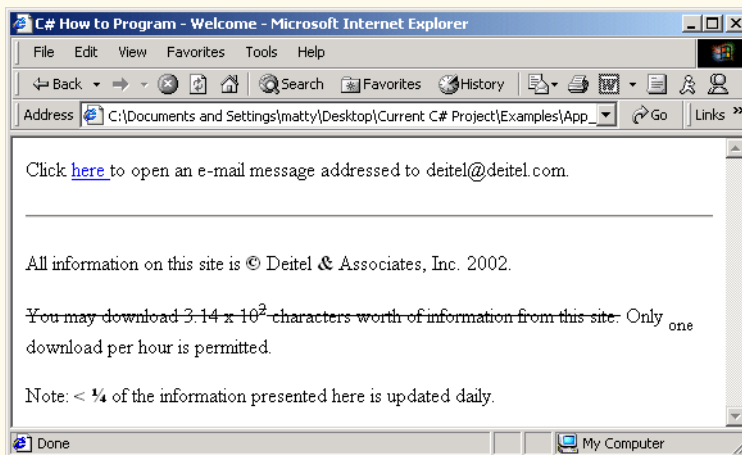 C# How to Program - Welcome - Microsoft Internet Explorer
File Edit View Favorites Tools Help
Back Search Favorites History Go Links »
Address C:\Documents and Settings\matty\Desktop\Current C# Project\Examples\App_
Click here to open an e-mail message addressed to deitel@deitel.com.
All information on this site is © Deitel & Associates, Inc. 2002.
You may download 3.14 x 10² characters worth of information from this site. Only one
download per hour is permitted.
Note: < ¼ of the information presented here is updated daily.
Done My Computer